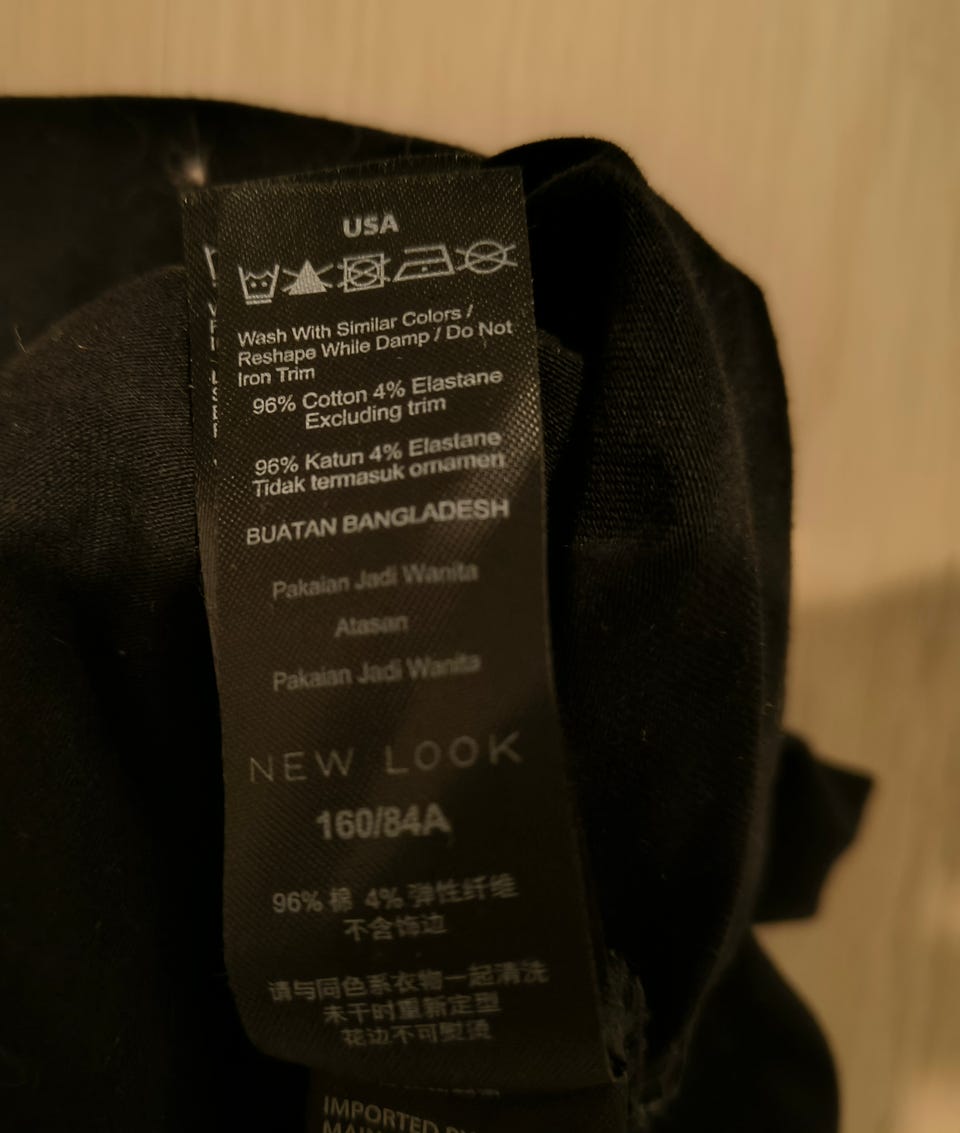 USA
Wash With Similar Colors /
Reshape While Damp / Do Not
Iron Trim
96% Cotton 4% Elastane
Excluding trim
96% Katun 4% Elastane
Tidak termasuk ornamen
BUATAN BANGLADESH
Pakaian Jadi Wanita
Atasan
Pakaian Jadi Wanita
NEW LOOK
160/84A
96% 棉 4% 弹性纤维
不含饰边
请与同色系衣物一起清洗
未干时重新定型
花边不可熨烫
IMPORTED